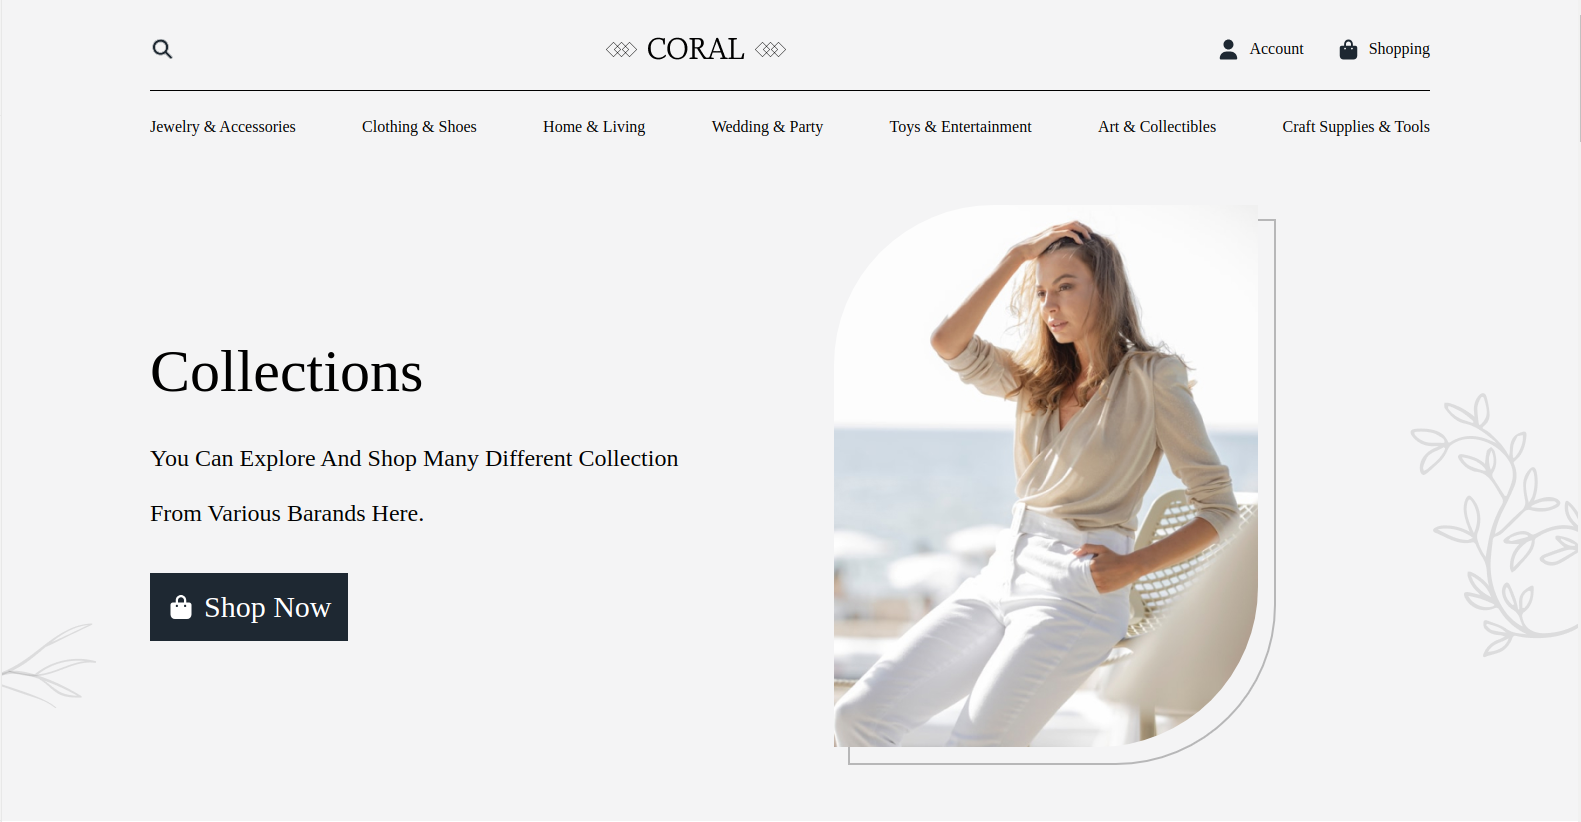 CORAL
Account
Shopping
Jewelry & Accessories
Clothing & Shoes
Home & Living
Wedding & Party
Toys & Entertainment
Art & Collectibles
Craft Supplies & Tools
Collections
You Can Explore And Shop Many Different Collection
From Various Barands Here.
Shop Now